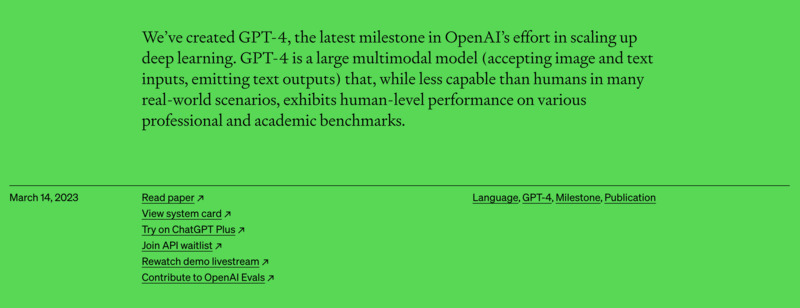 We've created GPT-4, the latest milestone in OpenAI's effort in scaling up
deep learning. GPT-4 is a large multimodal model (accepting image and text
inputs, emitting text outputs) that, while less capable than humans in many
real-world scenarios, exhibits human-level performance on various
professional and academic benchmarks.
March 14, 2023
Read paper ↗
View system card ↗
Try on ChatGPT Plus ↗
Join API waitlist ↗
Rewatch demo livestream ↗
Contribute to OpenAI Evals ↗
Language, GPT-4, Milestone, Publication